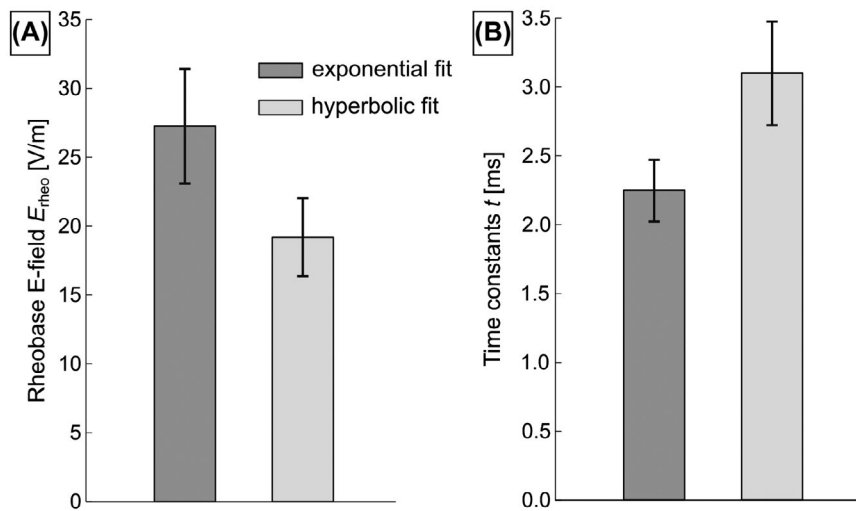 (A)
35
30
25
20
15
10
5
0
Rheobase E-field Erheo [V/m]
exponential fit
hyperbolic fit
(B)
3.5
3.0
2.5
2.0
1.5
1.0
0.5
0.0
Time constants t [ms]